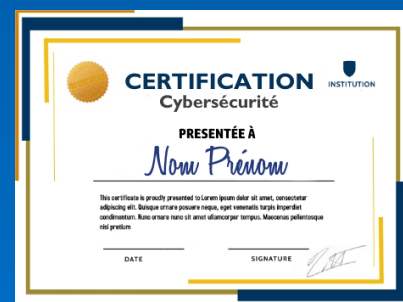 CERTIFICATION
INSTITUTION
Cybersécurité
PRESENTÉE À
Nom Prénom
This certificate is proudly presented to Lorem ipsum dolor sit amet, consectetur
adipiscing elit. Quisque ornare posuere neque, eget venenatis turpis imperdiet
condimentum. Nunc ornare nunc sit amet ullamcorper tempus. Maecenas pellentesque
nisl pretium
DATE
SIGNATURE